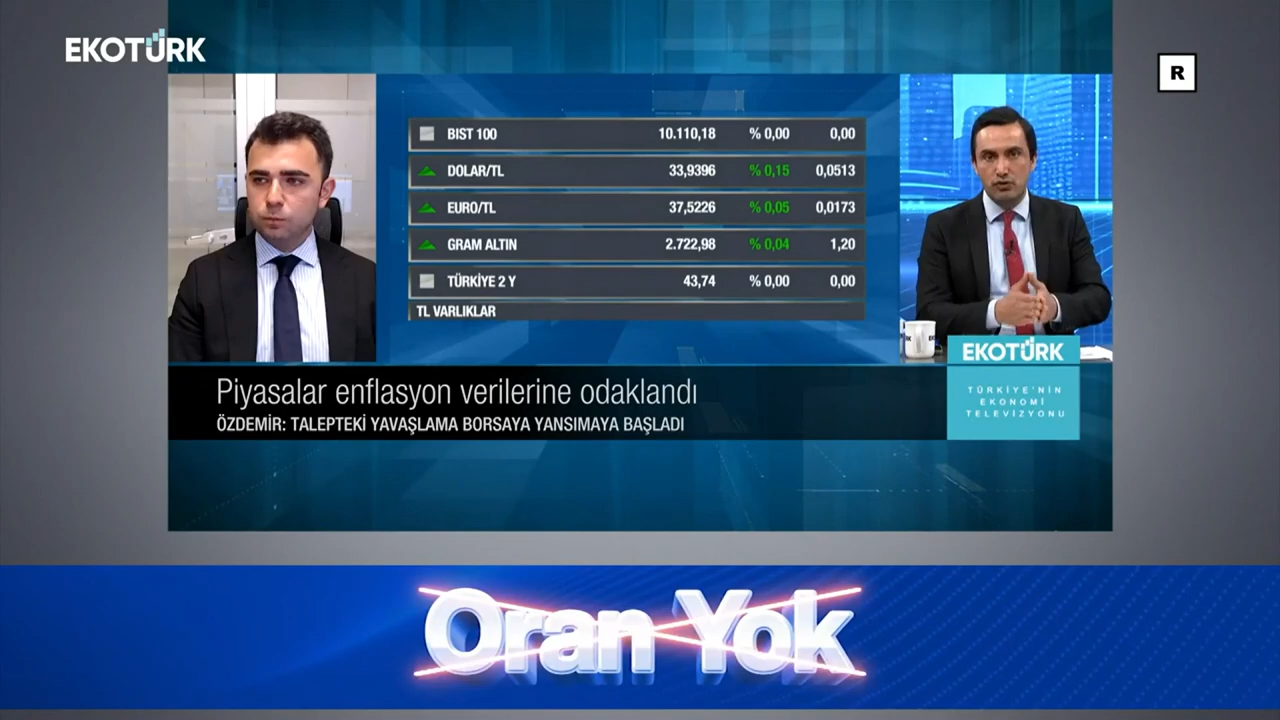 EKOTÜRK
R
BIST 100 10.110,18 % 0,00 0,00
DOLAR/TL 33,9396 % 0,15 0,0513
EURO/TL 37,5226 % 0,05 0,0173
GRAM ALTIN 2.722,98 % 0,04 1,20
TÜRKİYE 2 Y 43,74 % 0,00 0,00
TL VARLIKLAR
EKOTÜRK
TÜRKİYE'NİN
EKONOMİ
TELEVİZYONU
Piyasalar enflasyon verilerine odaklandı
ÖZDEMİR: TALEPTEKİ YAVAŞLAMA BORSAYA YANSIMAYA BAŞLADI
Oran Yok